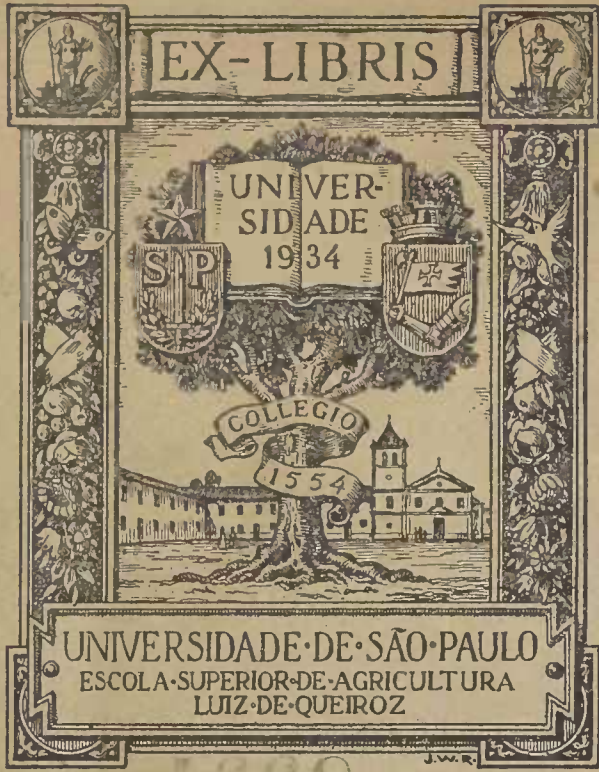 EX-LIBRIS
UNIVER-
SIDADE
1934
S P
COLLEGIO
1554
UNIVERSIDADE·DE·SÃO·PAULO
ESCOLA·SUPERIOR·DE·AGRICULTURA
LUIZ·DE·QUEIROZ
J.W.R.